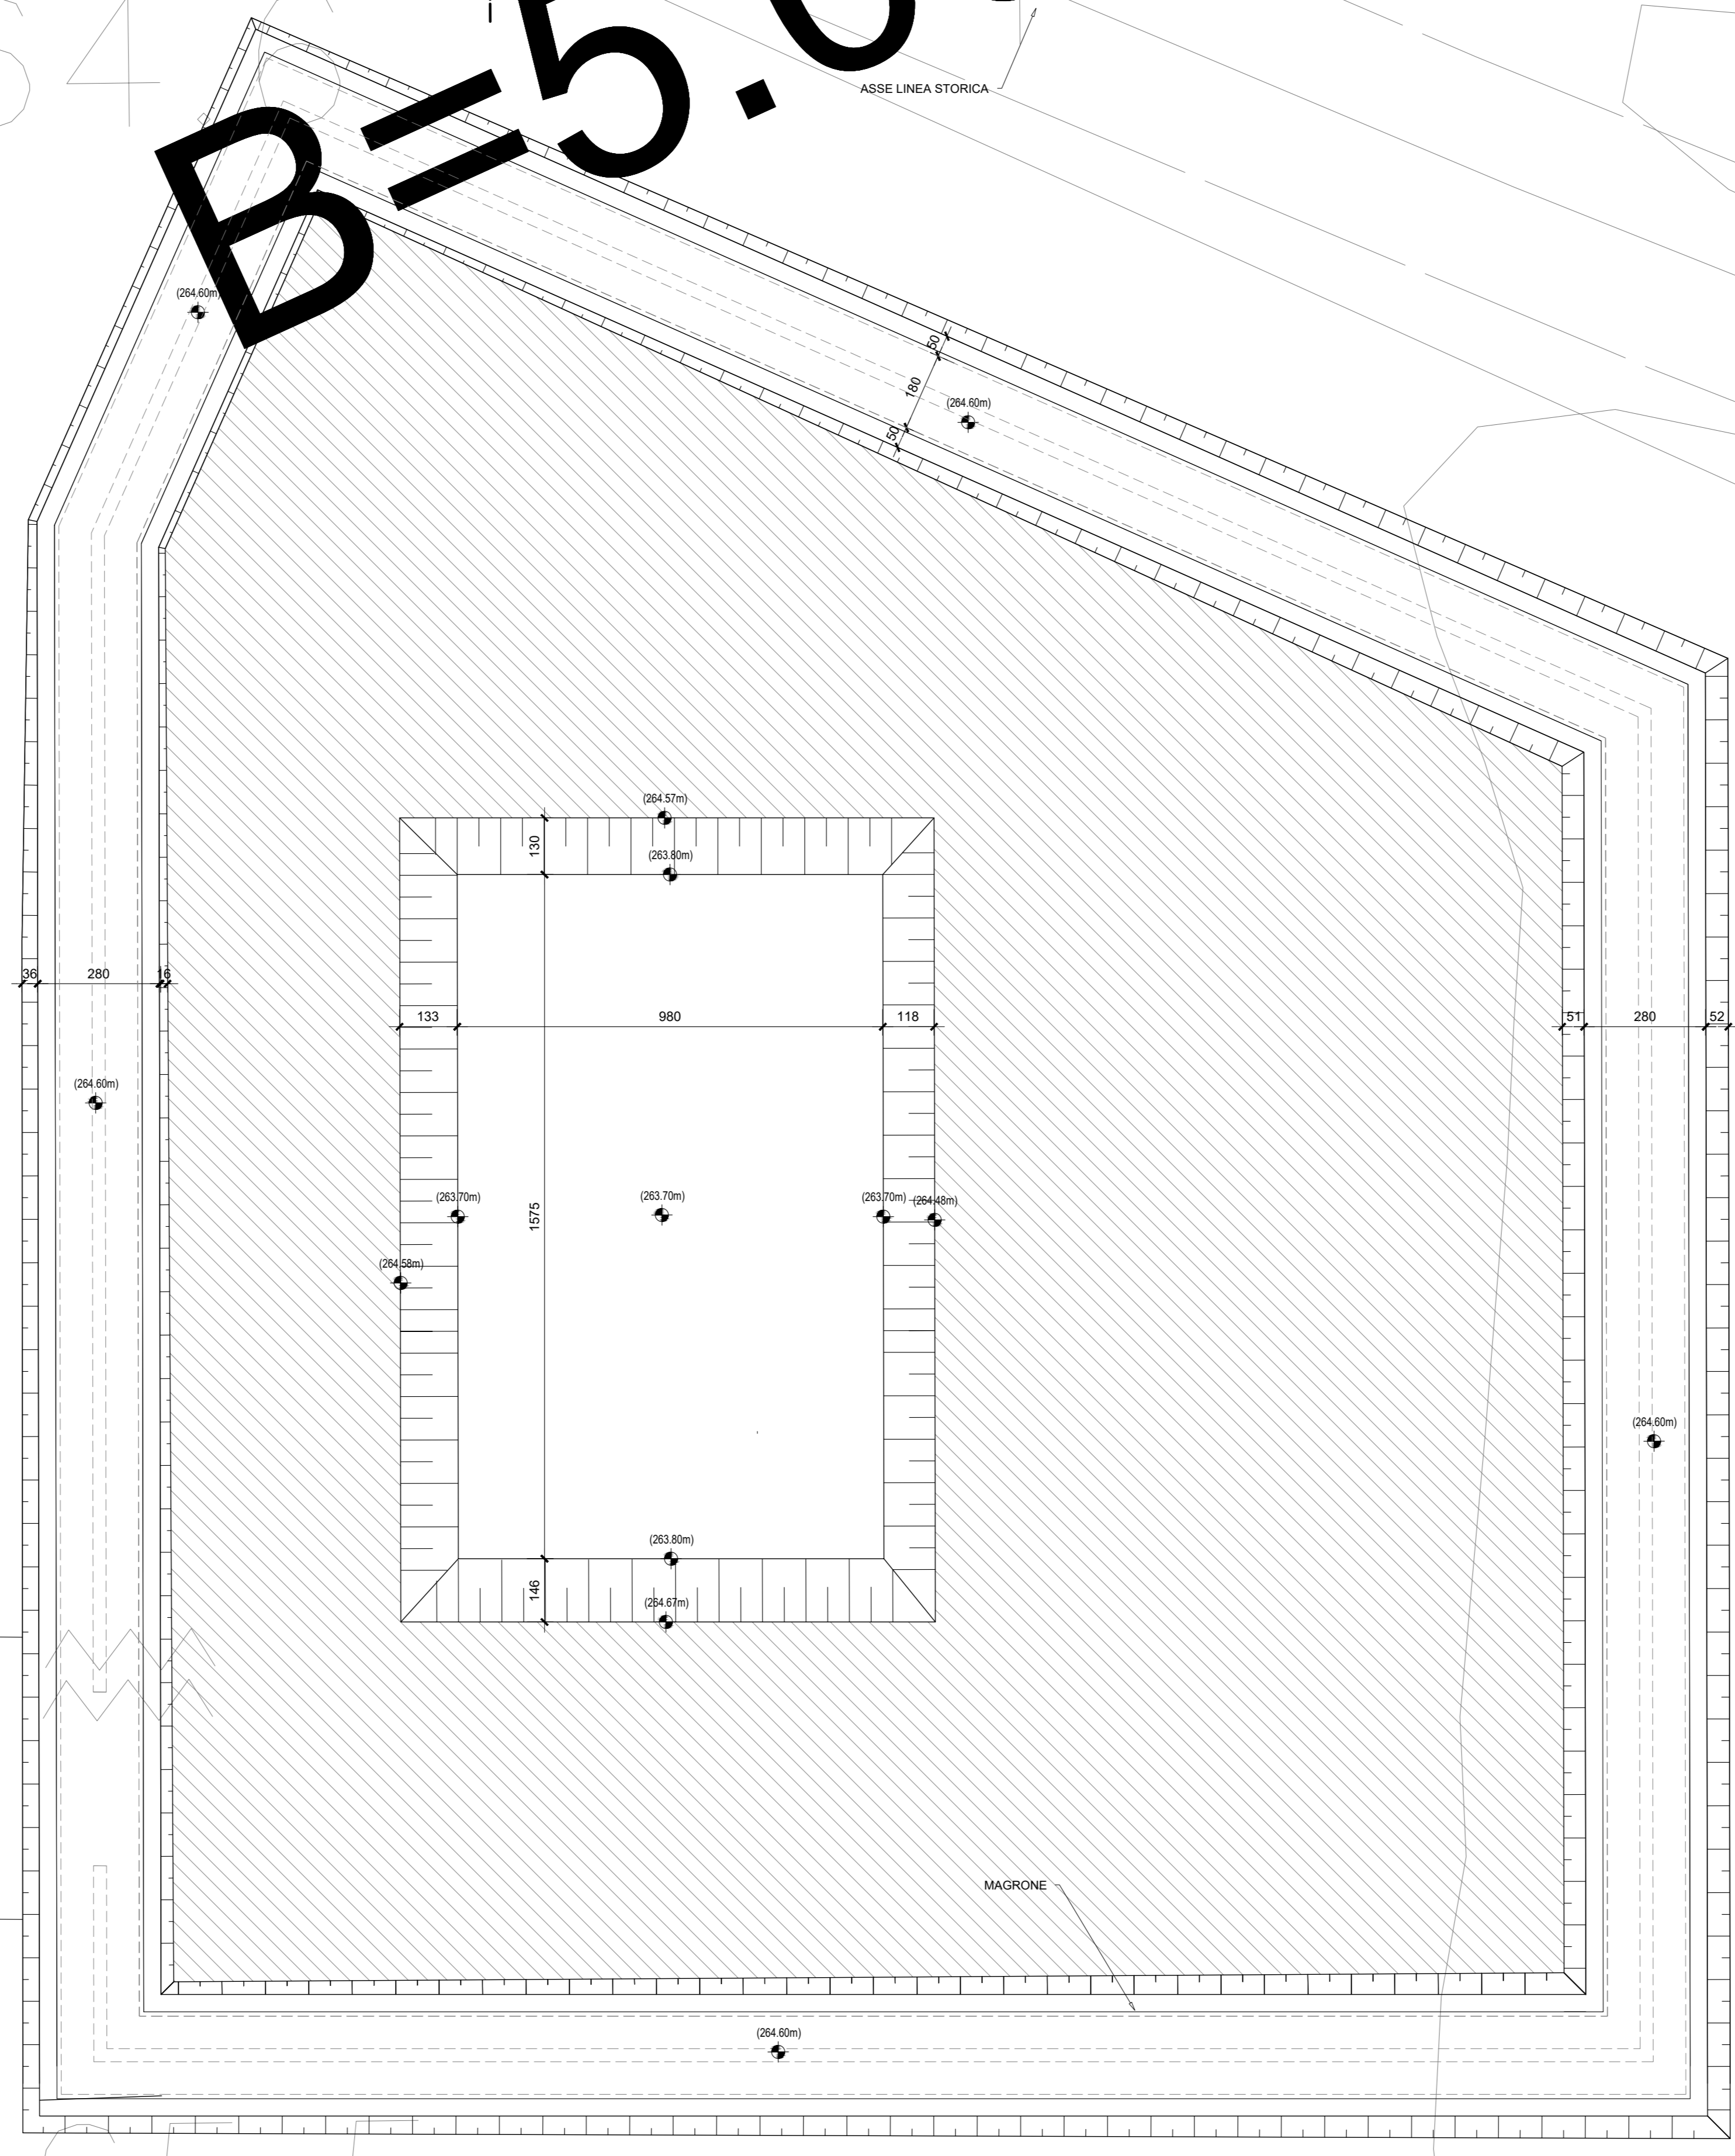 B=5.
ASSE LINEA STORICA
(264.60m)
50
180
50
(264.60m)
(264.57m)
130
(263.80m)
36
280
16
133
980
118
51
280
52
(264.60m)
(263.70m)
1575
(263.70m)
(263.70m)
(264.48m)
(264.58m)
(264.60m)
(263.80m)
146
(264.67m)
MAGRONE
(264.60m)